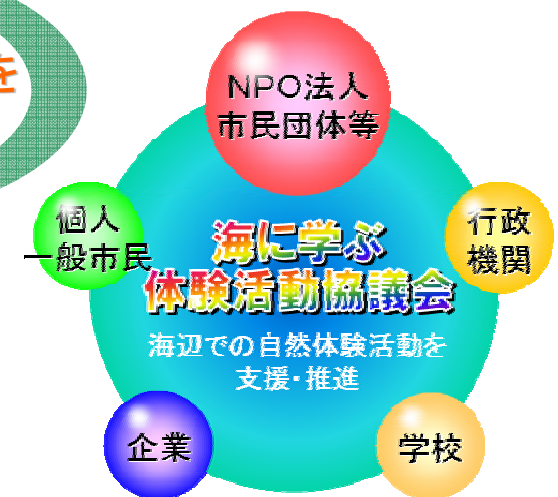 を
NPO法人
市民団体等
個人
一般市民
行政
機関
海に学ぶ
体験活動協議会
海辺での自然体験活動を
支援・推進
企業
学校